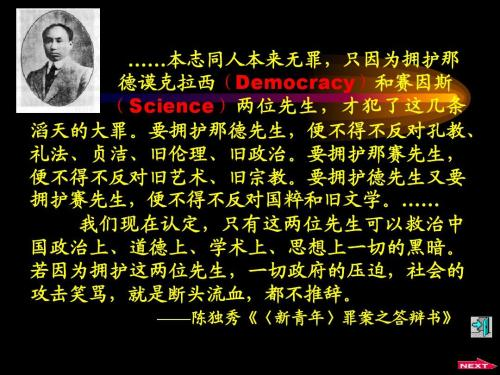 ……本志同人本来无罪，只因为拥护那
德谟克拉西（Democracy）和赛因斯
（Science）两位先生，才犯了这几条
滔天的大罪。要拥护那德先生，便不得不反对孔教、
礼法、贞洁、旧伦理、旧政治。要拥护那赛先生，
便不得不反对旧艺术、旧宗教。要拥护德先生又要
拥护赛先生，便不得不反对国粹和旧文学。……
我们现在认定，只有这两位先生可以救治中
国政治上、道德上、学术上、思想上一切的黑暗。
若因为拥护这两位先生，一切政府的压迫，社会的
攻击笑骂，就是断头流血，都不推辞。
——陈独秀《〈新青年〉罪案之答辩书》
NEXT